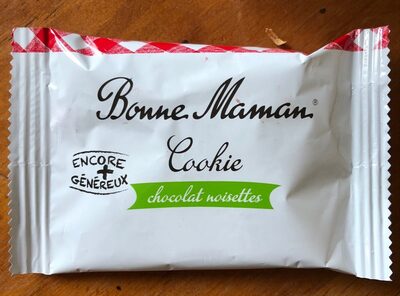 Bonne Maman®
Cookie
ENCORE
+
GÉNÉREUX
chocolat noisettes